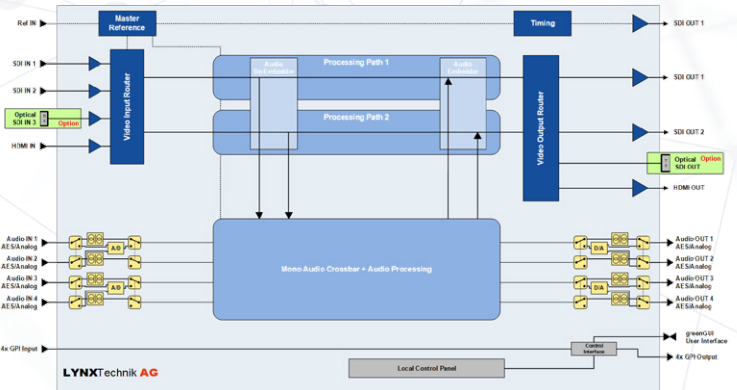 Ref IN
Master
Reference
Timing
SDI OUT 1
SDI IN 1
SDI IN 2
Optical
SDI IN 3
Option
HDMI IN
Video Input Router
Audio
De-Embedder
Processing Path 1
Audio
Embedder
Processing Path 2
Video Output Router
SDI OUT 1
SDI OUT 2
Optical Option
SDI OUT
HDMI OUT
Audio IN 1
AES/Analog
Audio IN 2
AES/Analog
Audio IN 3
AES/Analog
Audio IN 4
AES/Analog
A/D
A/D
Mono Audio Crossbar + Audio Processing
D/A
D/A
Audio OUT 1
AES/Analog
Audio OUT 2
AES/Analog
Audio OUT 3
AES/Analog
Audio OUT 4
AES/Analog
4x GPI Input
Control
Interface
greenGUI
User Interface
4x GPI Output
Local Control Panel
LYNXTechnik AG